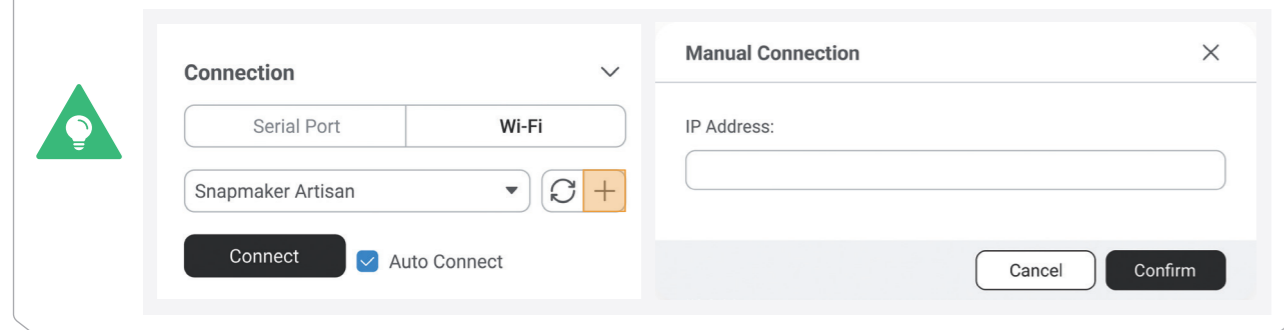 Connection
Serial Port
Wi-Fi
Snapmaker Artisan
Connect
Auto Connect
Manual Connection
IP Address:
Cancel
Confirm